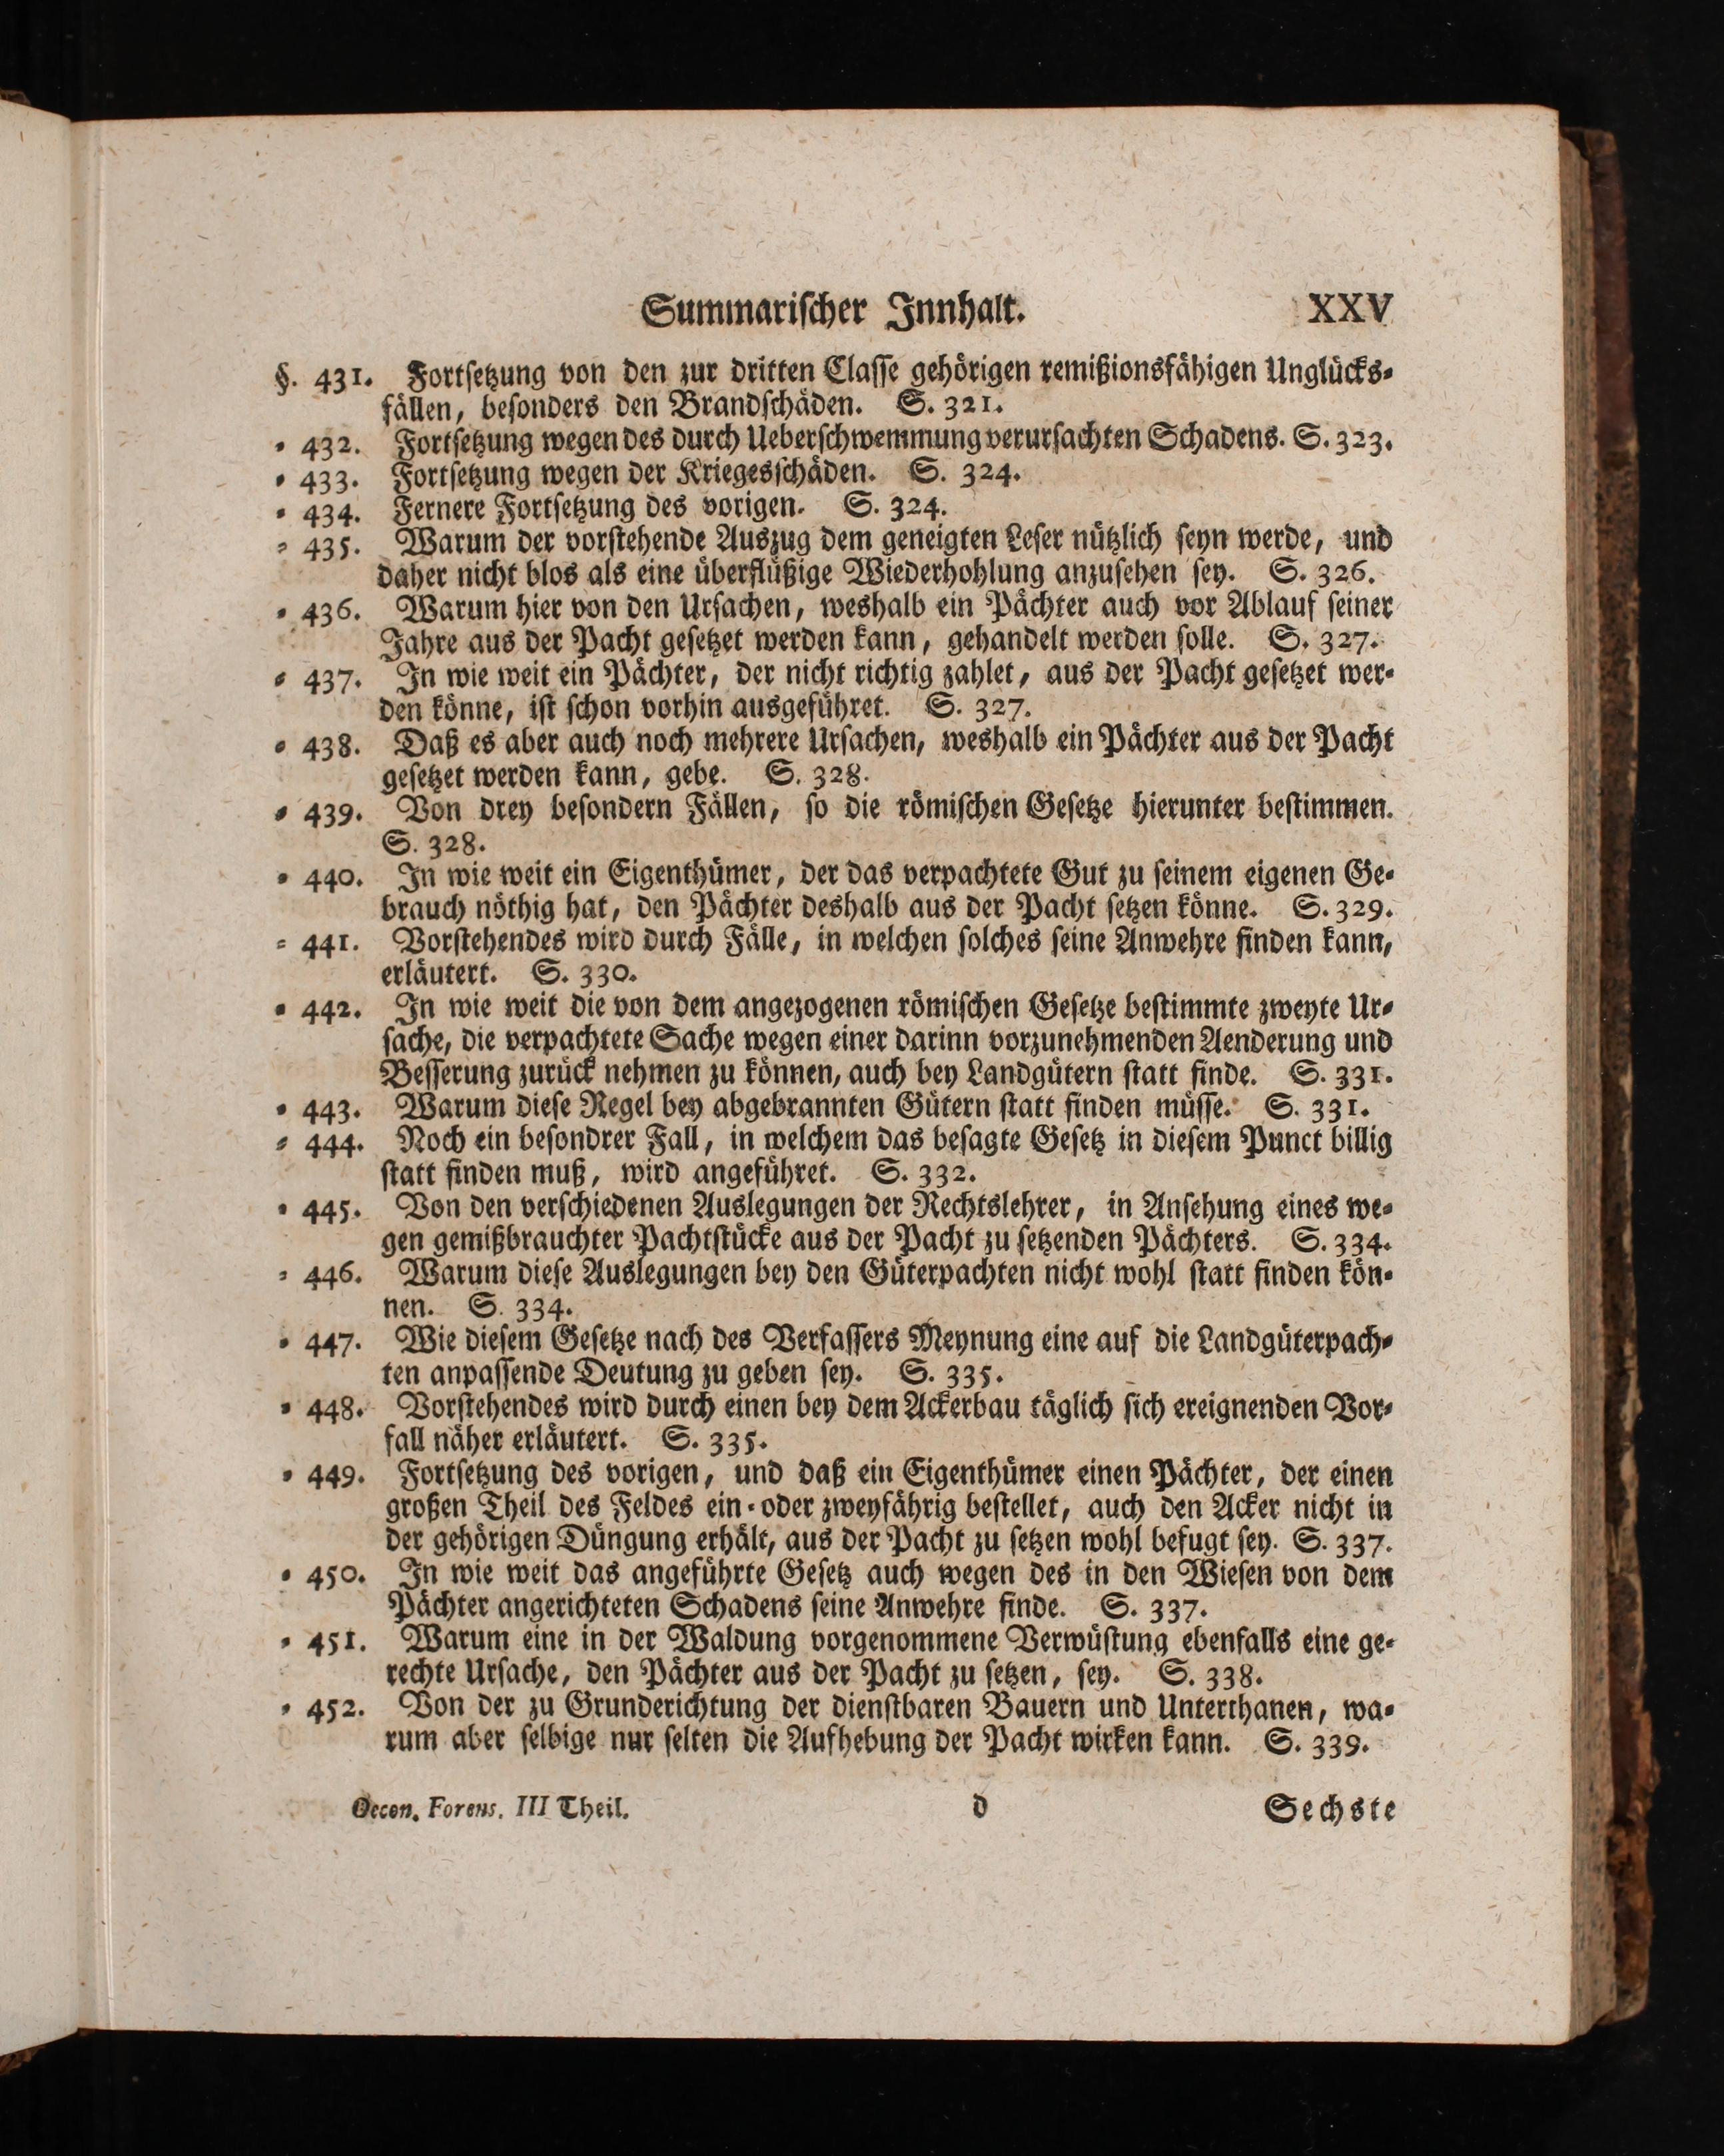 Summarischer Innhalt. XXV
§. 431. Fortsetzung von den zur dritten Classe gehörigen remißionsfähigen Unglücks-
fällen, besonders den Brandschäden. S. 321.
- 432. Fortsetzung wegen des durch Ueberschwemmung verursachten Schadens. S. 323.
- 433. Fortsetzung wegen der Kriegesschäden. S. 324.
- 434. Fernere Fortsetzung des vorigen. S. 324.
- 435. Warum der vorstehende Auszug dem geneigten Leser nützlich seyn werde, und
daher nicht blos als eine überflüßige Wiederhohlung anzusehen sey. S. 326.
- 436. Warum hier von den Ursachen, weshalb ein Pächter auch vor Ablauf seiner
Jahre aus der Pacht gesetzet werden kann, gehandelt werden solle. S. 327.
- 437. In wie weit ein Pächter, der nicht richtig zahlet, aus der Pacht gesetzet wer-
den könne, ist schon vorhin ausgeführet. S. 327.
- 438. Daß es aber auch noch mehrere Ursachen, weshalb ein Pächter aus der Pacht
gesetzet werden kann, gebe. S. 328.
- 439. Von drey besondern Fällen, so die römischen Gesetze hierunter bestimmen.
S. 328.
- 440. In wie weit ein Eigenthümer, der das verpachtete Gut zu seinem eigenen Ge-
brauch nöthig hat, den Pächter deshalb aus der Pacht setzen könne. S. 329.
- 441. Vorstehendes wird durch Fälle, in welchen solches seine Anwehre finden kann,
erläutert. S. 330.
- 442. In wie weit die von dem angezogenen römischen Gesetze bestimmte zweyte Ur-
sache, die verpachtete Sache wegen einer darinn vorzunehmenden Aenderung und
Besserung zurück nehmen zu können, auch bey Landgütern statt finde. S. 331.
- 443. Warum diese Regel bey abgebrannten Gütern statt finden müsse. S. 331.
- 444. Noch ein besondrer Fall, in welchem das besagte Gesetz in diesem Punct billig
statt finden muß, wird angeführet. S. 332.
- 445. Von den verschiedenen Auslegungen der Rechtslehrer, in Ansehung eines we-
gen gemißbrauchter Pachtstücke aus der Pacht zu setzenden Pächters. S. 334.
- 446. Warum diese Auslegungen bey den Güterpachten nicht wohl statt finden kön-
nen. S. 334.
- 447. Wie diesem Gesetze nach des Verfassers Meynung eine auf die Landgüterpach-
ten anpassende Deutung zu geben sey. S. 335.
- 448. Vorstehendes wird durch einen bey dem Ackerbau täglich sich ereignenden Vor-
fall näher erläutert. S. 335.
- 449. Fortsetzung des vorigen, und daß ein Eigenthümer einen Pächter, der einen
großen Theil des Feldes ein- oder zweyfährig bestellet, auch den Acker nicht in
der gehörigen Düngung erhält, aus der Pacht zu setzen wohl befugt sey. S. 337.
- 450. In wie weit das angeführte Gesetz auch wegen des in den Wiesen von dem
Pächter angerichteten Schadens seine Anwehre finde. S. 337.
- 451. Warum eine in der Waldung vorgenommene Verwüstung ebenfalls eine ge-
rechte Ursache, den Pächter aus der Pacht zu setzen, sey. S. 338.
- 452. Von der zu Grunderichtung der dienstbaren Bauern und Unterthanen, wa-
rum aber selbige nur selten die Aufhebung der Pacht wirken kann. S. 339.
Oecon. Forens. III Theil. d Sechste